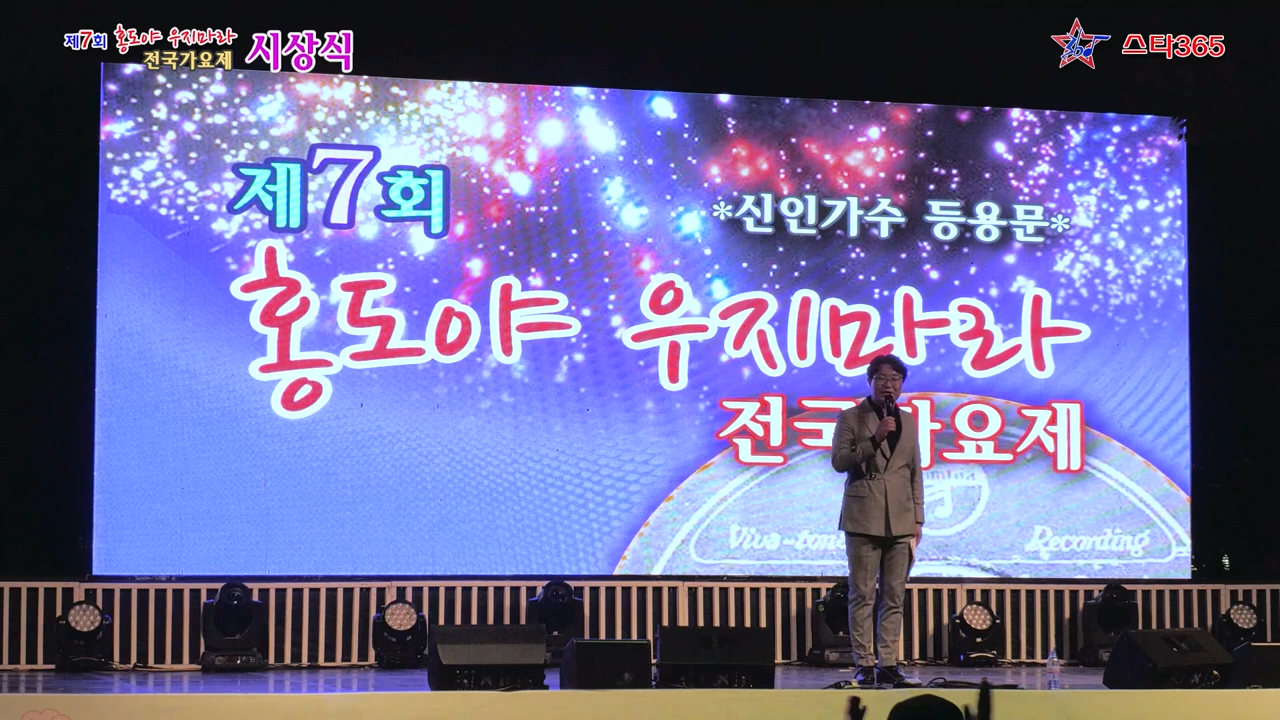 제7회 홍도야 우지마라
전국가요제 시상식
스타365
제7회
*신인가수 등용문*
홍도야 우지마라
전국가요제
Viva-tone Recording